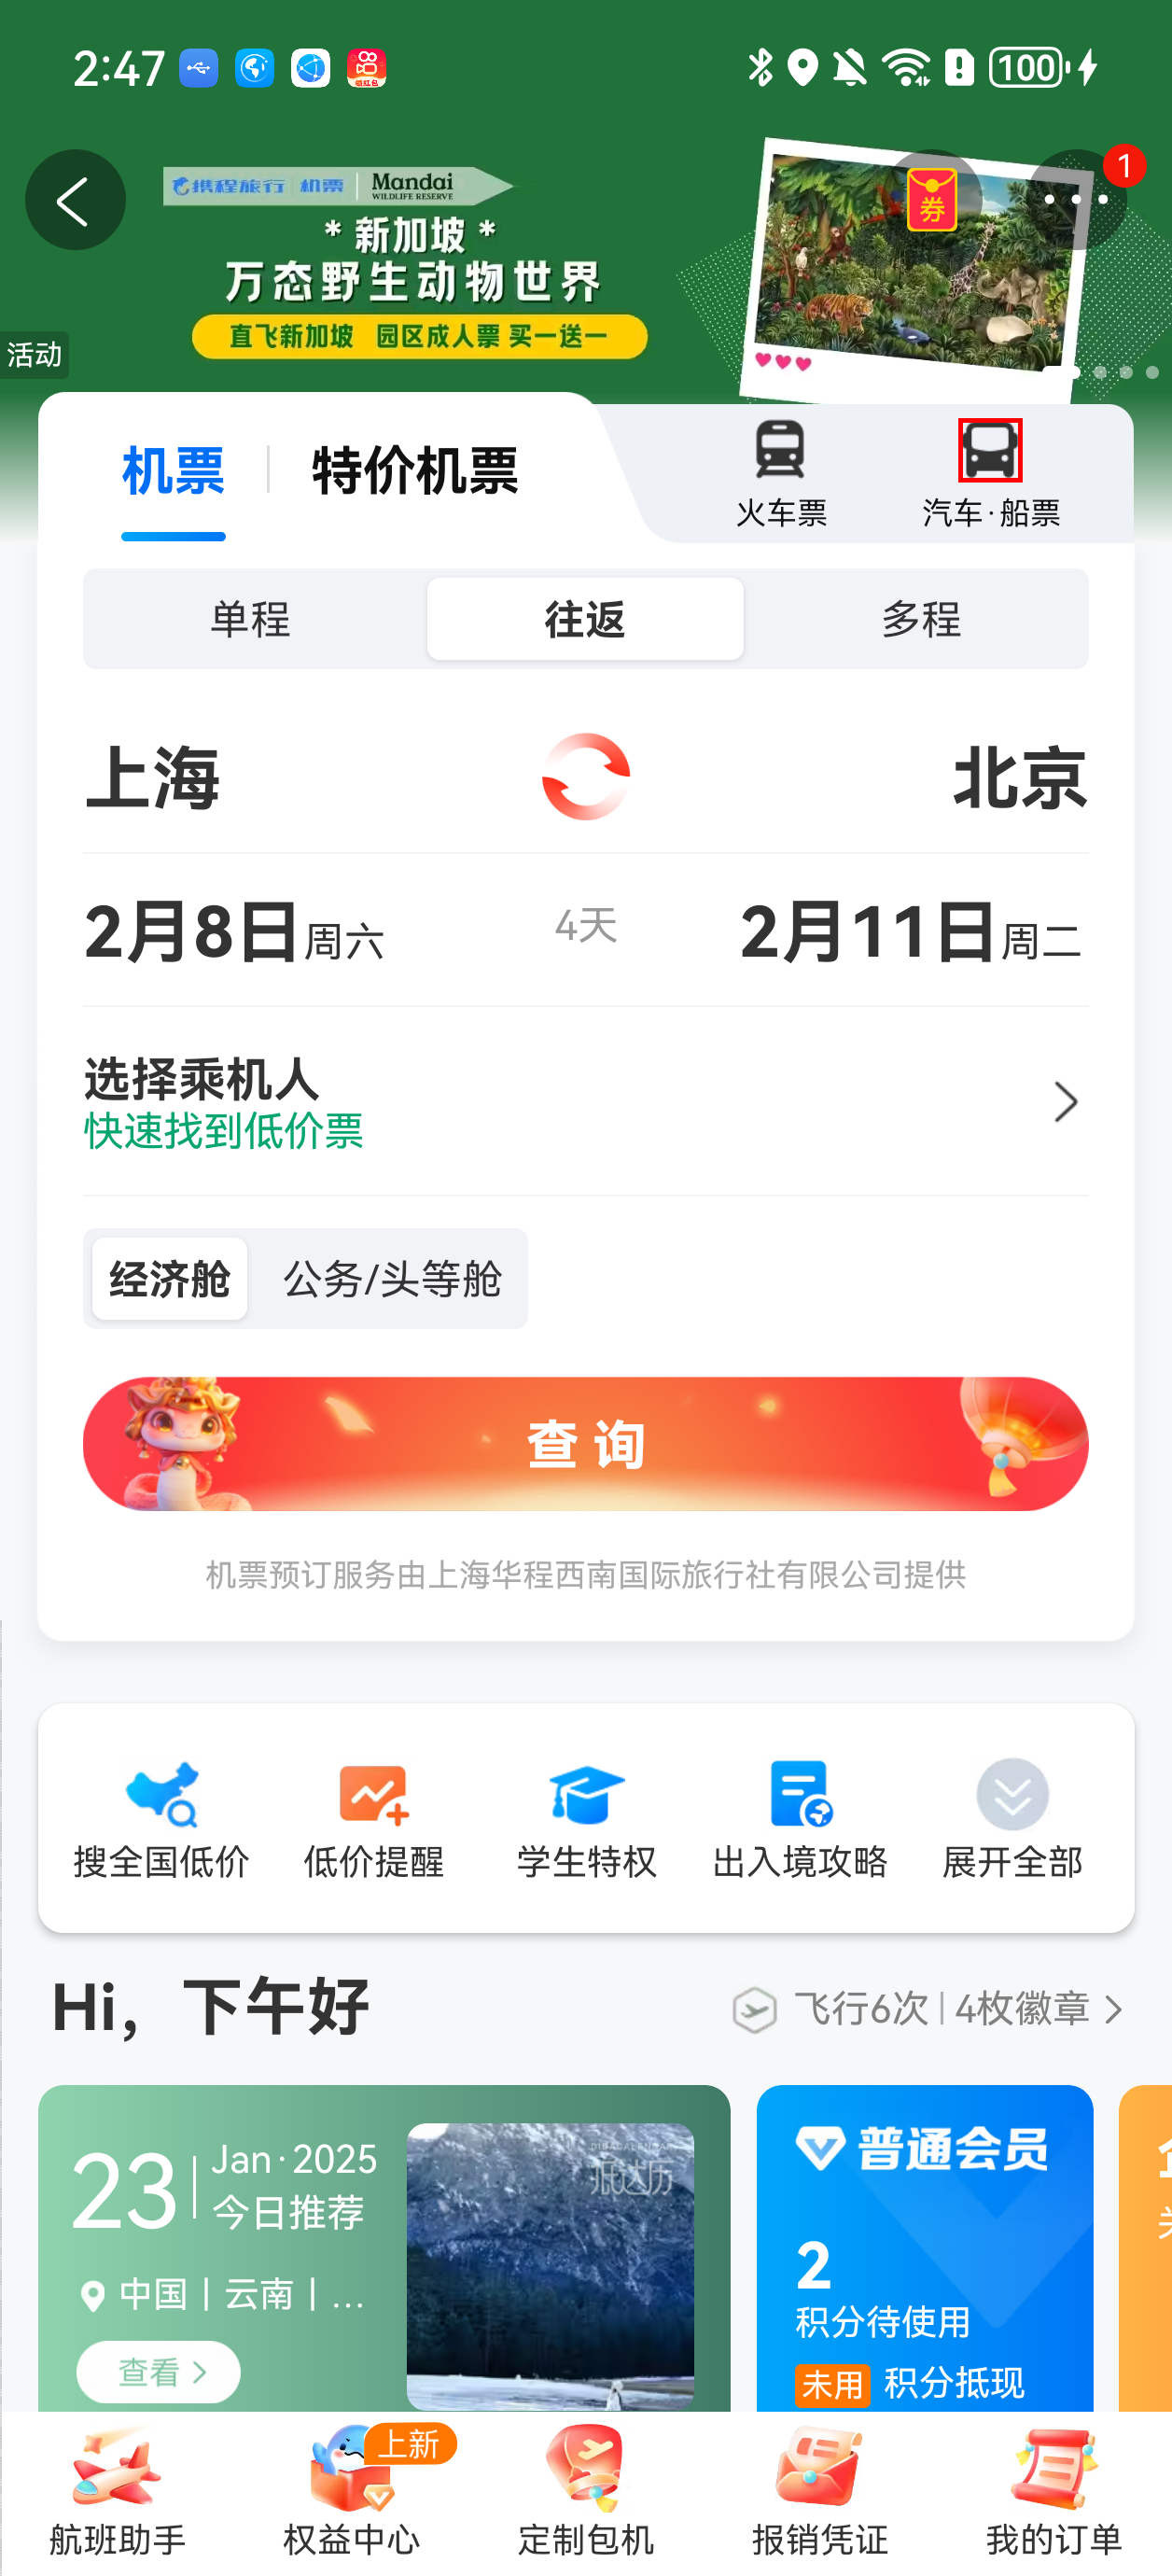 2:47
100
携程旅行 机票 Mandai WILDLIFE RESERVE
券
1
* 新加坡 *
万态野生动物世界
直飞新加坡 园区成人票 买一送一
活动
机票 特价机票 火车票 汽车·船票
单程 往返 多程
上海 北京
2月8日周六 4天 2月11日周二
选择乘机人
快速找到低价票
经济舱 公务/头等舱
查询
机票预订服务由上海华程西南国际旅行社有限公司提供
搜全国低价 低价提醒 学生特权 出入境攻略 展开全部
Hi，下午好 飞行6次 | 4枚徽章
23 Jan·2025
今日推荐
中国 | 云南 | ...
查看
普通会员
2
积分待使用
未用 积分抵现
上新
航班助手 权益中心 定制包机 报销凭证 我的订单